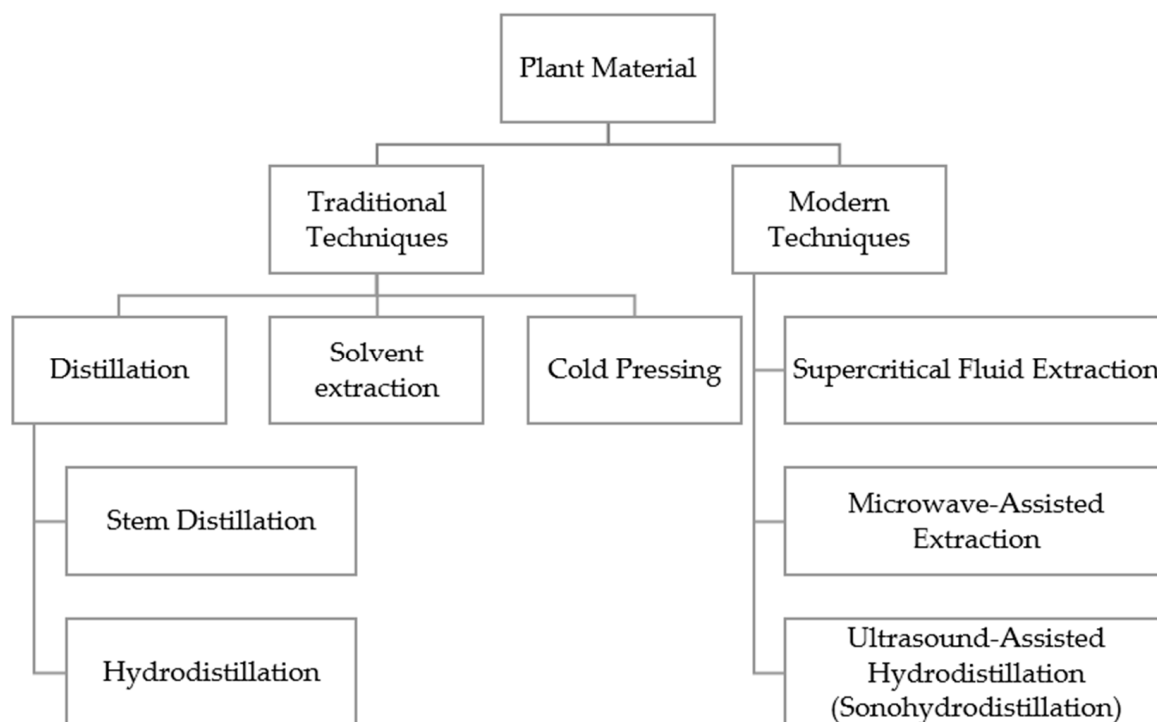 Plant Material
Traditional
Techniques
Modern
Techniques
Distillation
Solvent
extraction
Cold Pressing
Supercritical Fluid Extraction
Stem Distillation
Microwave-Assisted
Extraction
Hydrodistillation
Ultrasound-Assisted
Hydrodistillation
(Sonohydrodistillation)